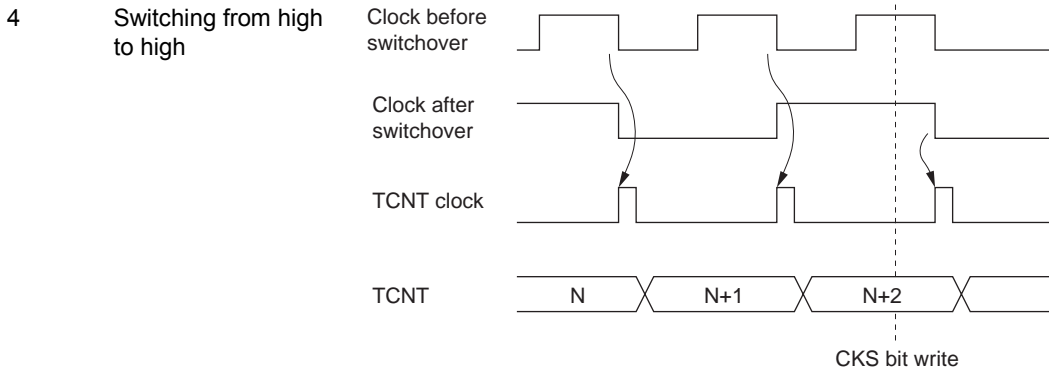 4
Switching from high
to high
Clock before
switchover
Clock after
switchover
TCNT clock
TCNT
N
N+1
N+2
CKS bit write